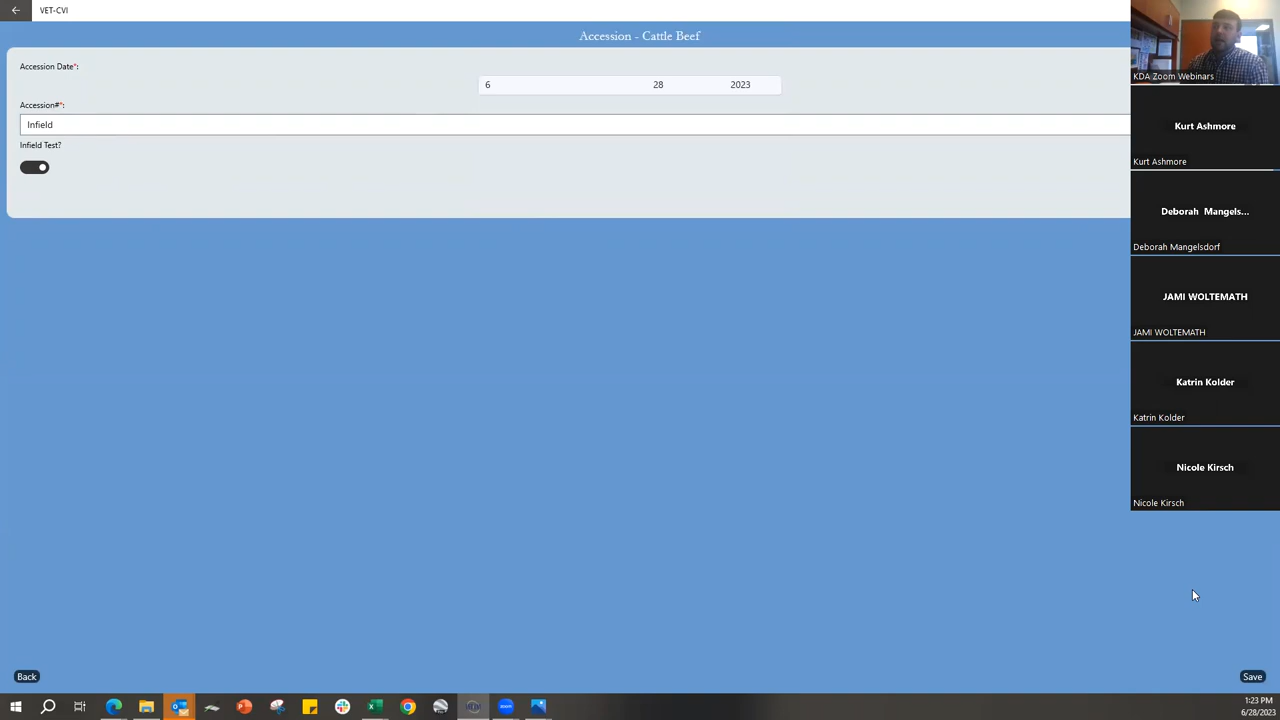 VET-CVI
Accession - Cattle Beef
Accession Date*:
6 28 2023
Accession#*:
Infield
Infield Test?
Back
Save
KDA Zoom Webinars
Kurt Ashmore
Kurt Ashmore
Deborah Mangels...
Deborah Mangelsdorf
JAMI WOLTEMATH
JAMI WOLTEMATH
Katrin Kolder
Katrin Kolder
Nicole Kirsch
Nicole Kirsch
1:23 PM
6/28/2023